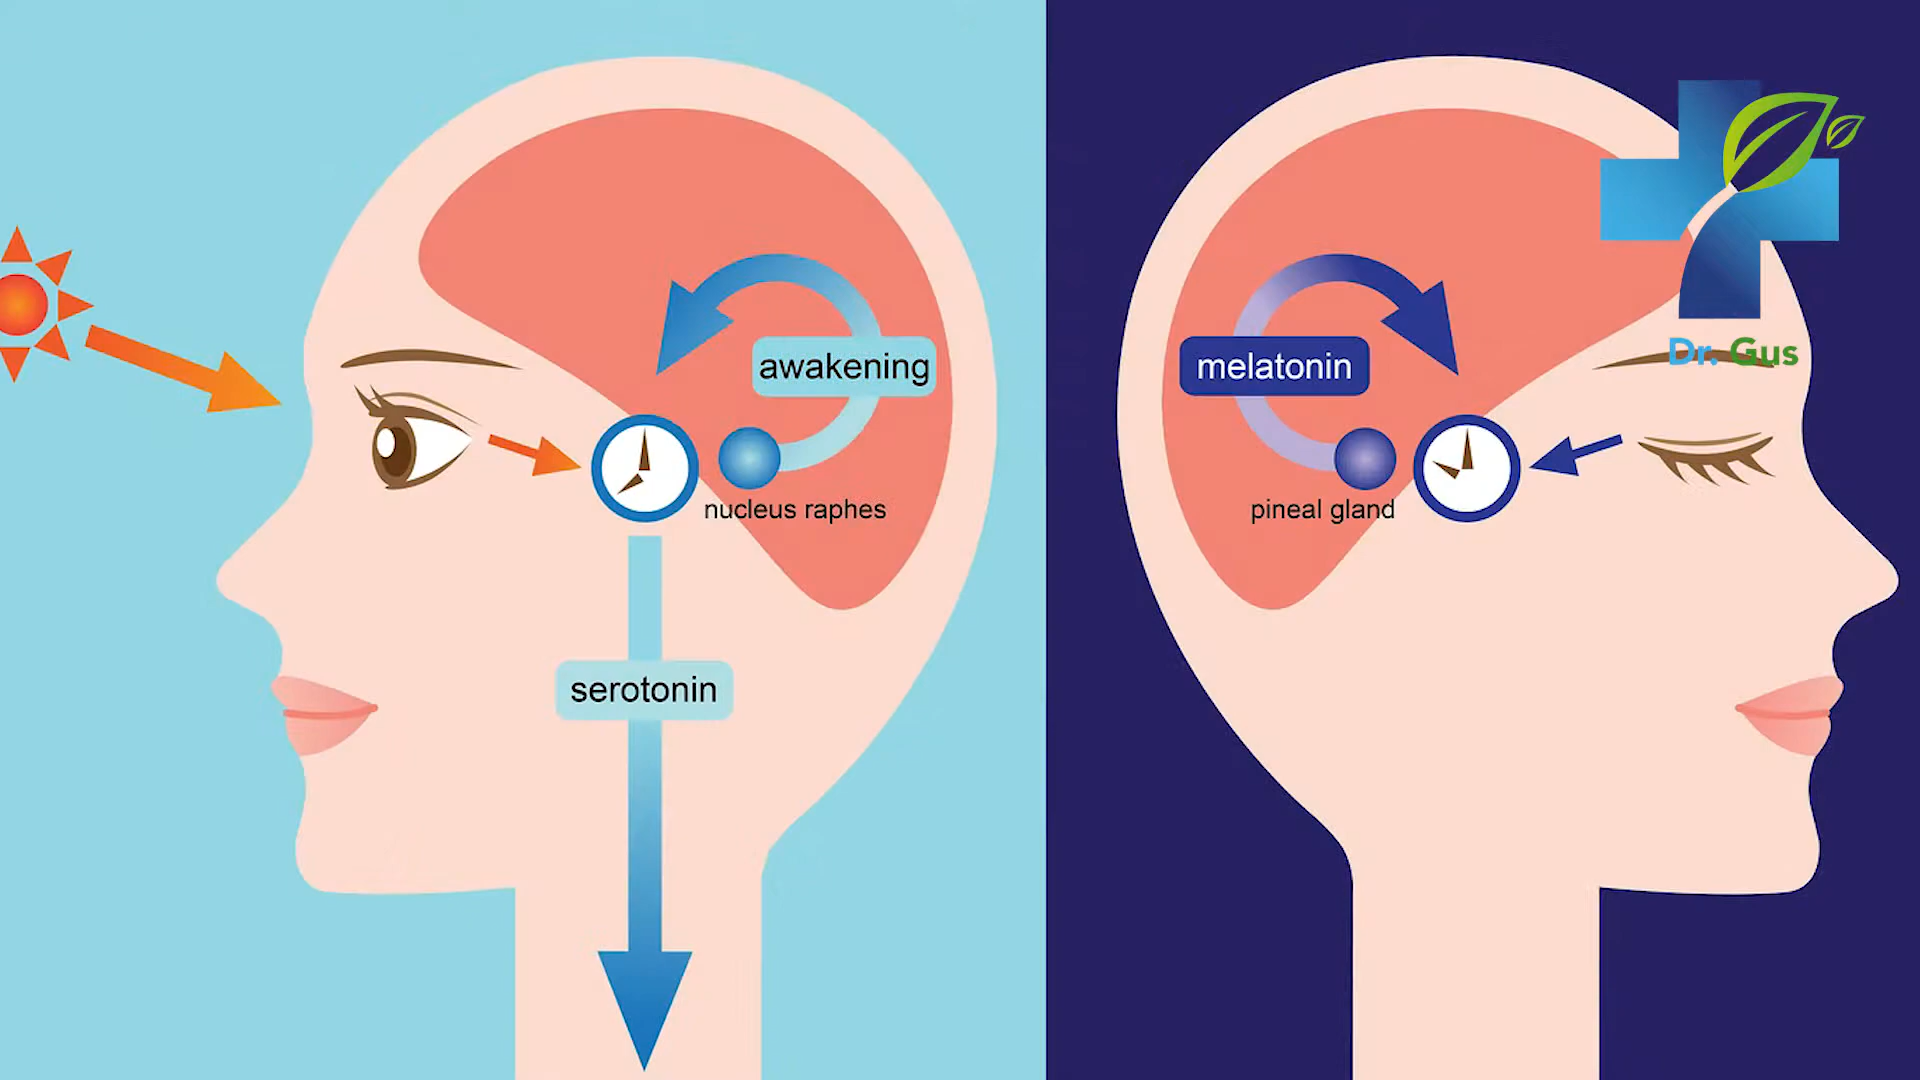 awakening
nucleus raphes
serotonin
melatonin
pineal gland
Dr. Gus